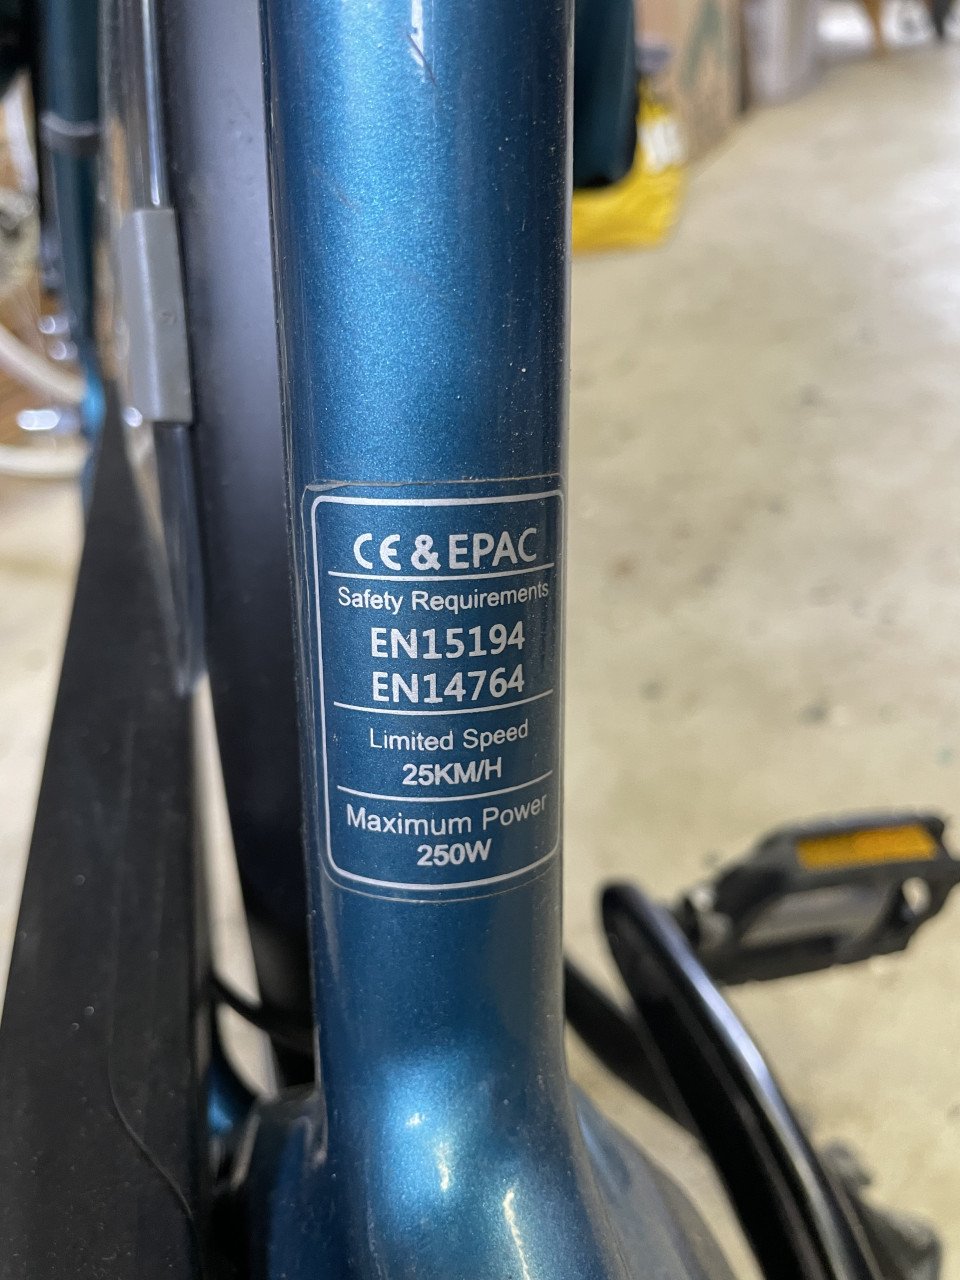 CE & EPAC
Safety Requirements
EN15194
EN14764
Limited Speed
25KM/H
Maximum Power
250W